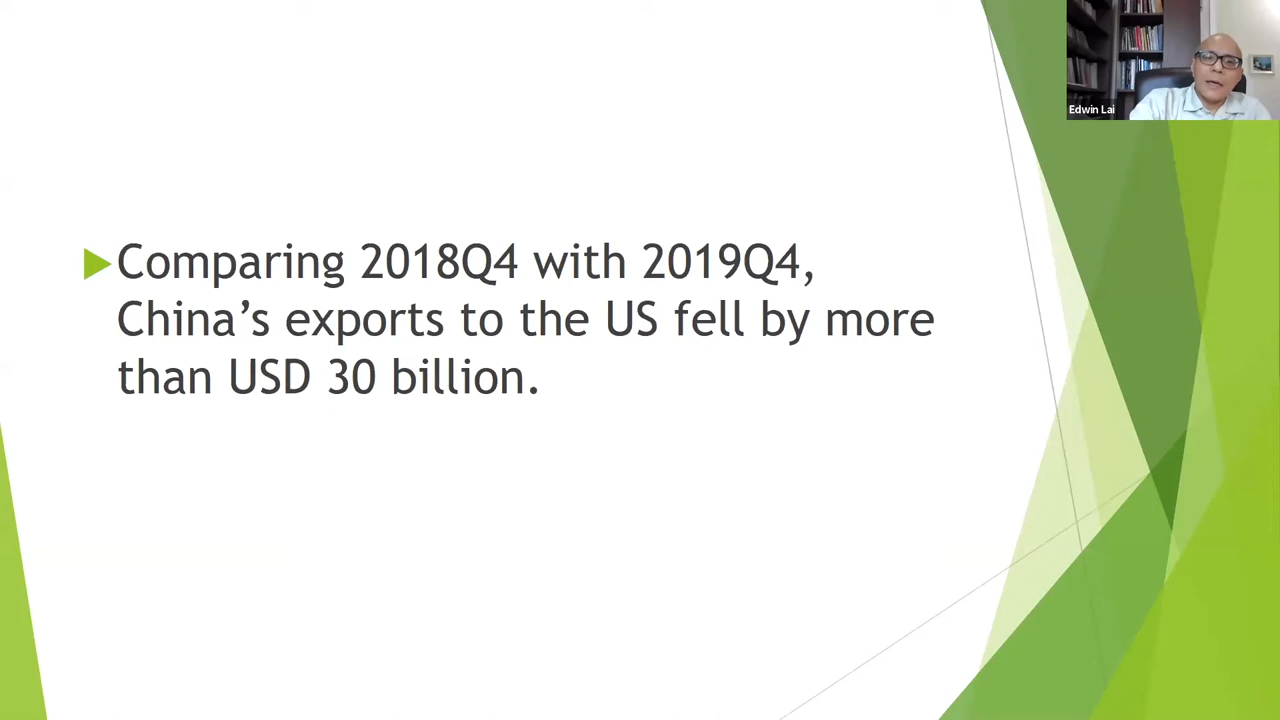 Edwin Lai
Comparing 2018Q4 with 2019Q4,
China’s exports to the US fell by more
than USD 30 billion.